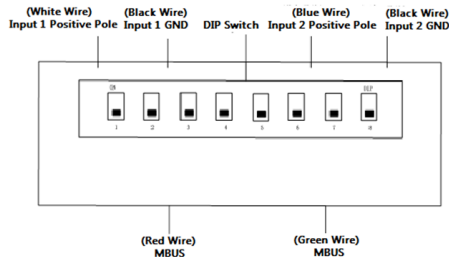 (White Wire)
Input 1 Positive Pole
(Black Wire)
Input 1 GND
DIP Switch
(Blue Wire)
Input 2 Positive Pole
(Black Wire)
Input 2 GND
ON
DIP
1 2 3 4 5 6 7 8
(Red Wire)
MBUS
(Green Wire)
MBUS